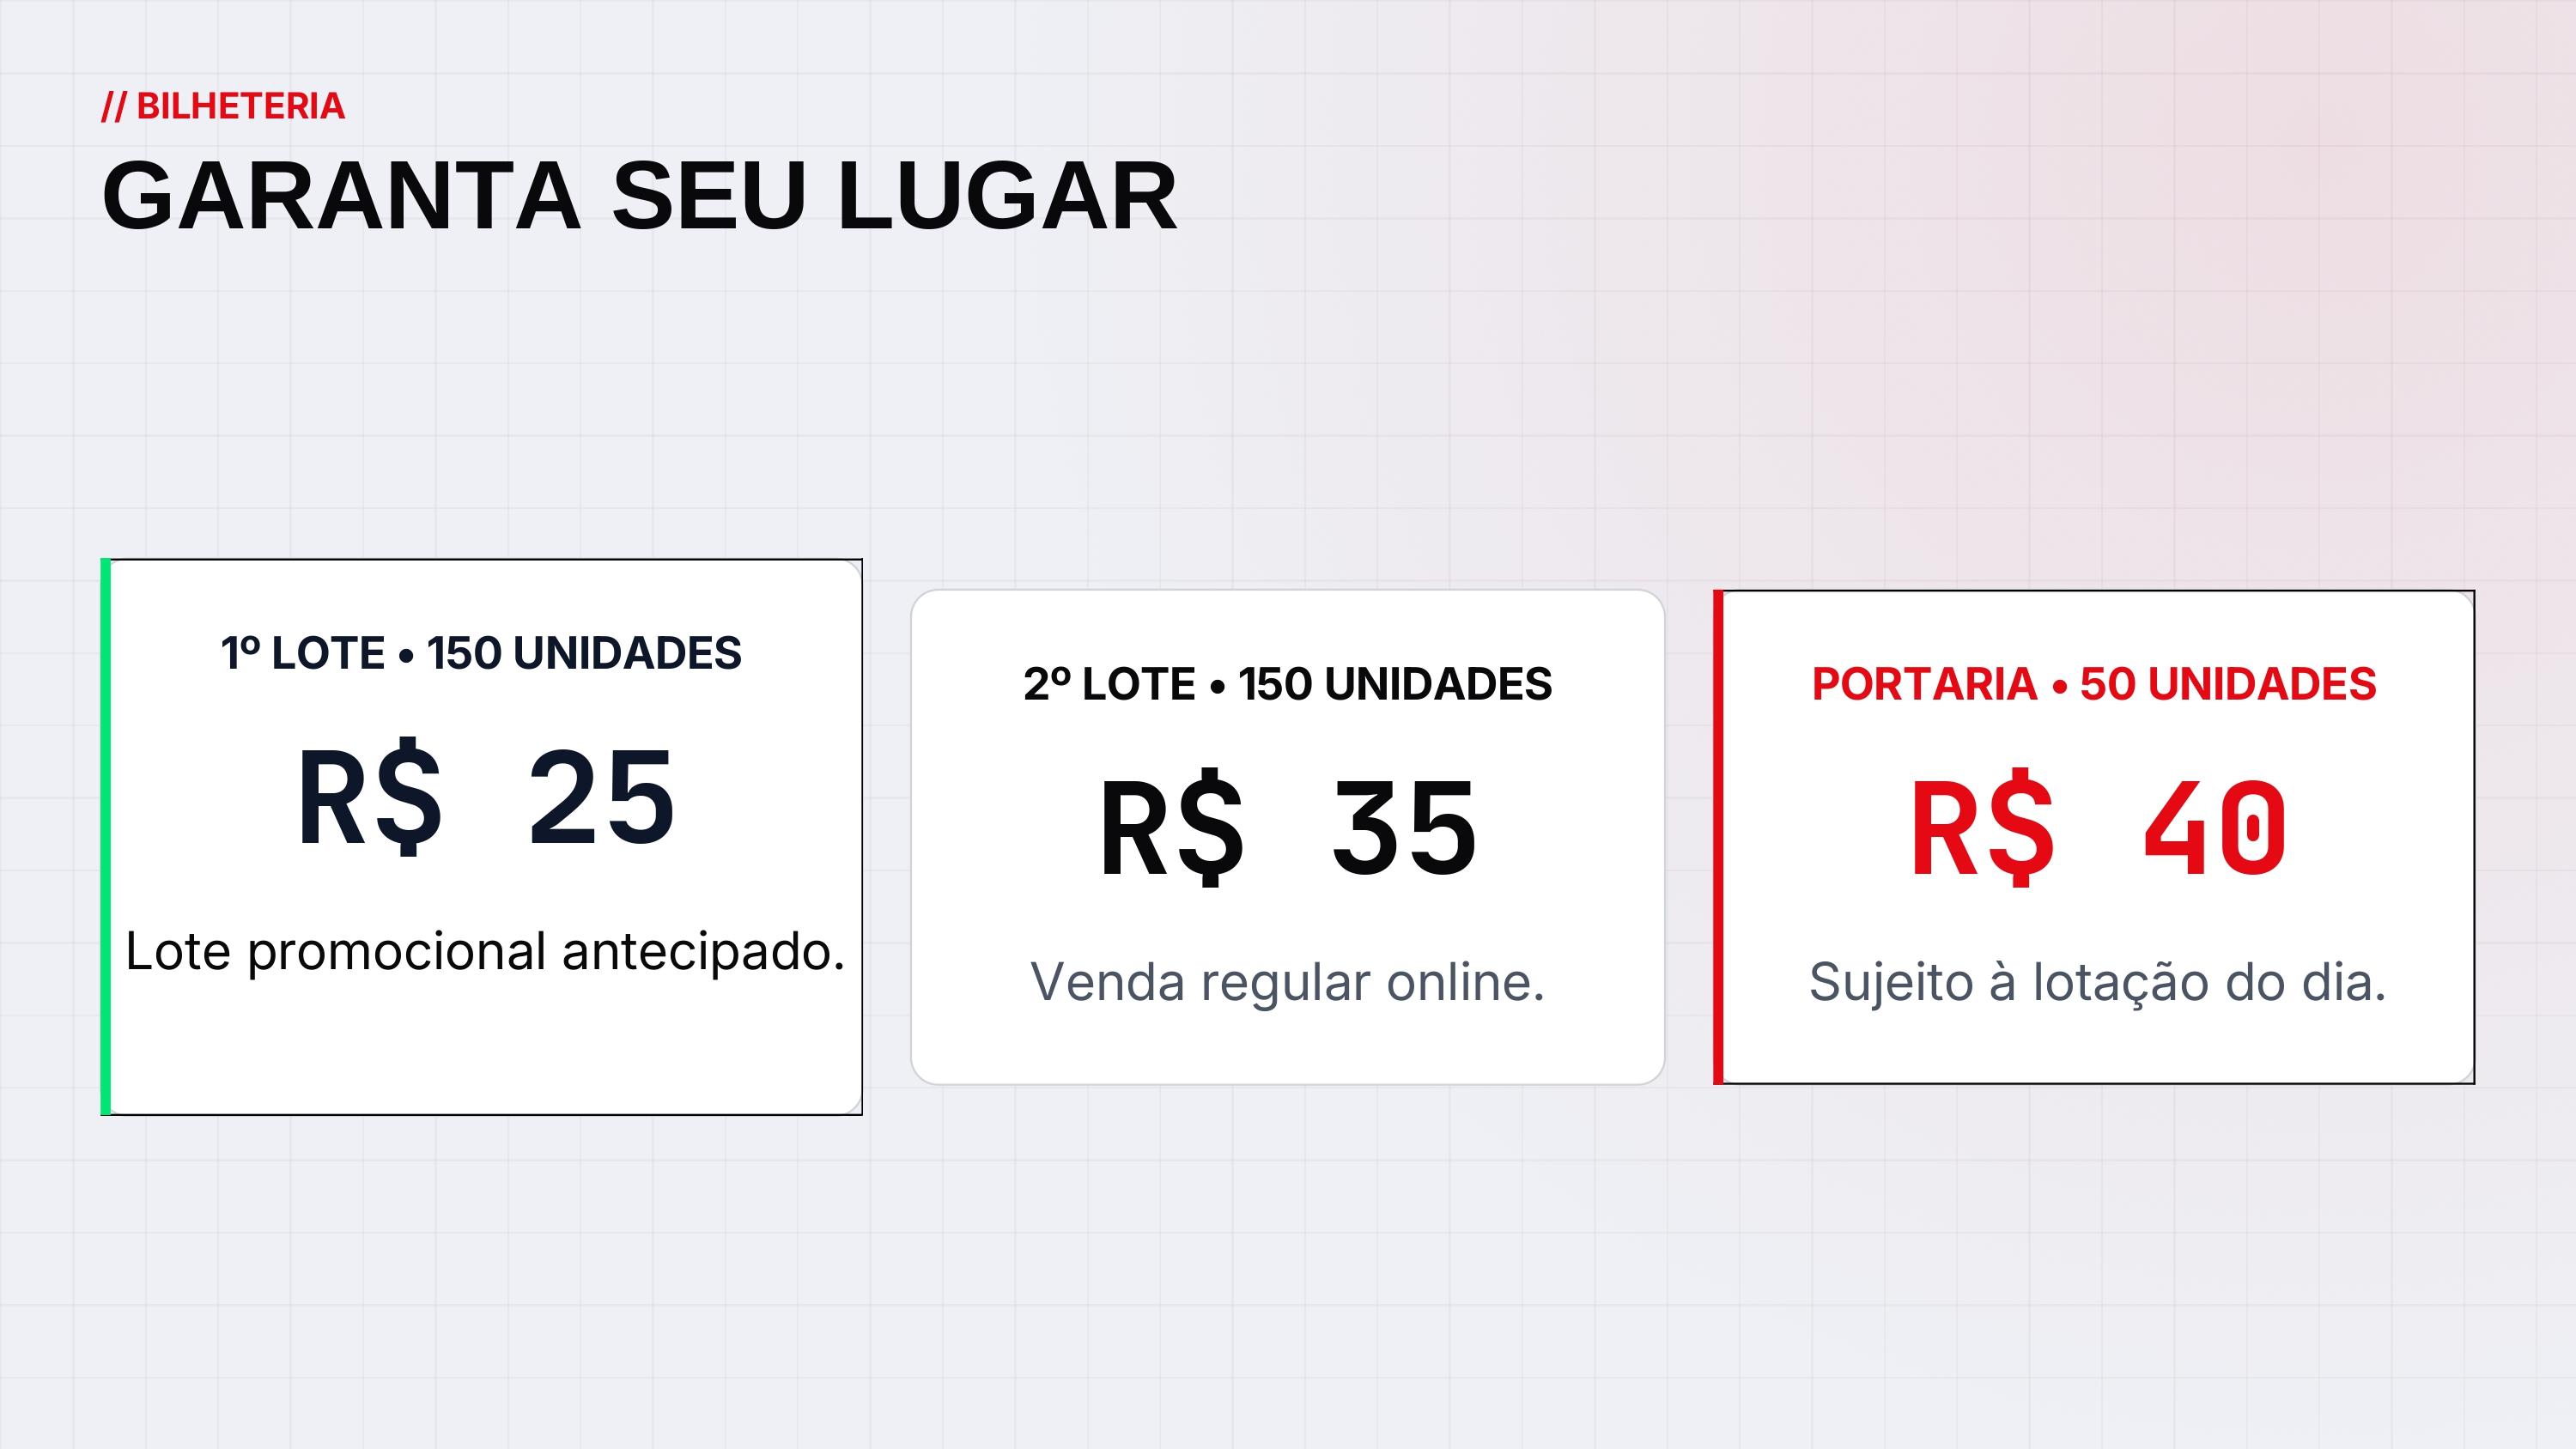 // BILHETERIA
GARANTA SEU LUGAR
1º LOTE • 150 UNIDADES
R$ 25
Lote promocional antecipado.
2º LOTE • 150 UNIDADES
R$ 35
Venda regular online.
PORTARIA • 50 UNIDADES
R$ 40
Sujeito à lotação do dia.